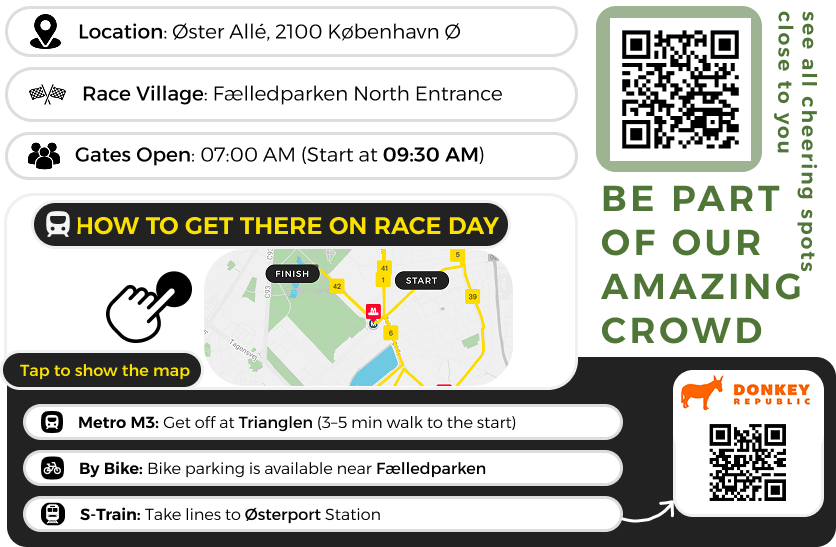 Location: Øster Allé, 2100 København Ø
Race Village: Fælledparken North Entrance
Gates Open: 07:00 AM (Start at 09:30 AM)
see all cheering spots
close to you
BE PART
OF OUR
AMAZING
CROWD
HOW TO GET THERE ON RACE DAY
C93
5
FINISH
41
START
42
1
C93
39
6
Tagensvej
M
M
Tap to show the map
Metro M3: Get off at Trianglen (3–5 min walk to the start)
By Bike: Bike parking is available near Fælledparken
S-Train: Take lines to Østerport Station
DONKEY
REPUBLIC